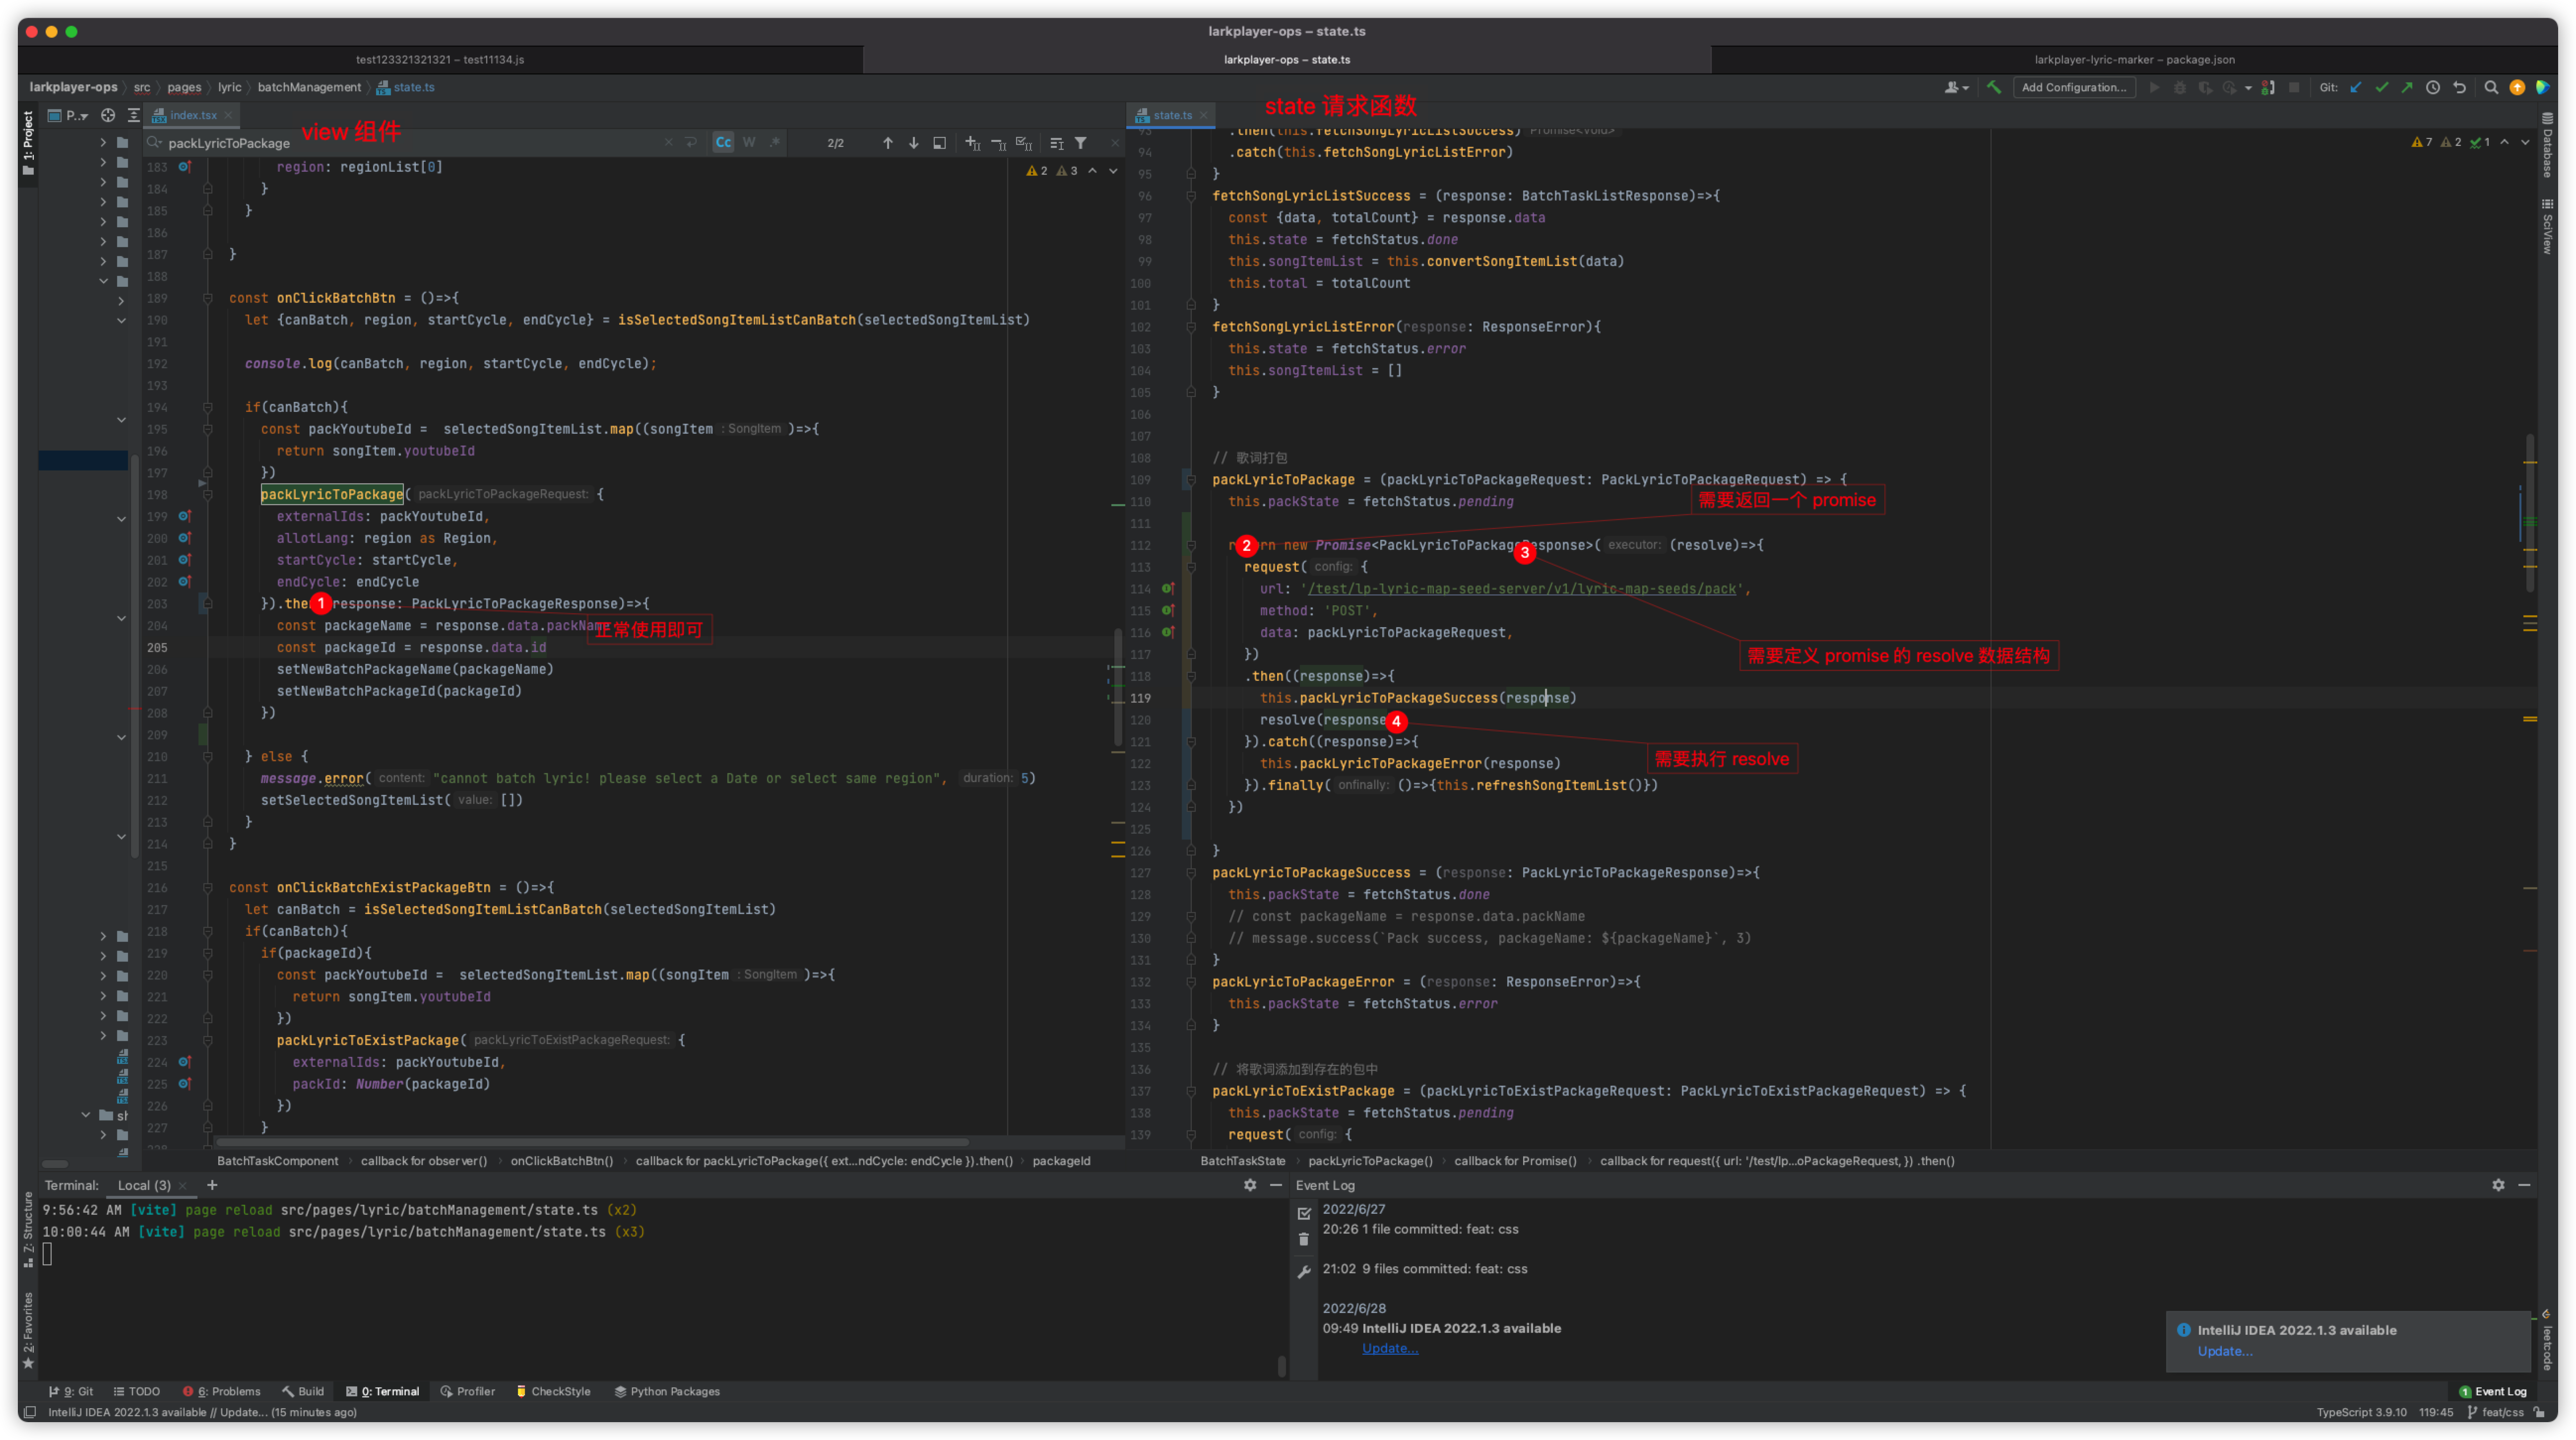 larkplayer-ops – state.ts
test123321321321 – test11134.js
larkplayer-ops – state.ts
larkplayer-lyric-marker – package.json
larkplayer-ops src pages lyric batchManagement state.ts
Add Configuration...
Git:
1: Project
P..
index.tsx
view 组件
packLyricToPackage
Cc W .*
2/2
2 3
183 region: regionList[0]
184 }
185 }
186
187 }
188
189 const onClickBatchBtn = ()=>{
190 let {canBatch, region, startCycle, endCycle} = isSelectedSongItemListCanBatch(selectedSongItemList)
191
192 console.log(canBatch, region, startCycle, endCycle);
193
194 if(canBatch){
195 const packYoutubeId = selectedSongItemList.map((songItem : SongItem )=>{
196 return songItem.youtubeId
197 })
198 packLyricToPackage( packLyricToPackageRequest: {
199 externalIds: packYoutubeId,
200 allotLang: region as Region,
201 startCycle: startCycle,
202 endCycle: endCycle
203 }).the 1 response: PackLyricToPackageResponse)=>{
204 const packageName = response.data.packName
正常使用即可
205 const packageId = response.data.id
206 setNewBatchPackageName(packageName)
207 setNewBatchPackageId(packageId)
208 })
209
210 } else {
211 message.error( content: "cannot batch lyric! please select a Date or select same region", duration: 5)
212 setSelectedSongItemList( value: [])
213 }
214 }
215
216 const onClickBatchExistPackageBtn = ()=>{
217 let canBatch = isSelectedSongItemListCanBatch(selectedSongItemList)
218 if(canBatch){
219 if(packageId){
220 const packYoutubeId = selectedSongItemList.map((songItem : SongItem )=>{
221 return songItem.youtubeId
222 })
223 packLyricToExistPackage( packLyricToExistPackageRequest: {
224 externalIds: packYoutubeId,
225 packId: Number(packageId)
226 })
227 }
BatchTaskComponent callback for observer() onClickBatchBtn() callback for packLyricToPackage({ ext...ndCycle: endCycle }).then() packageId
state.ts
state 请求函数
7 2 1
93 .then(this.fetchSongLyricListSuccess) Promise<void>
94 .catch(this.fetchSongLyricListError)
95 }
96 fetchSongLyricListSuccess = (response: BatchTaskListResponse)=>{
97 const {data, totalCount} = response.data
98 this.state = fetchStatus.done
99 this.songItemList = this.convertSongItemList(data)
100 this.total = totalCount
101 }
102 fetchSongLyricListError(response: ResponseError){
103 this.state = fetchStatus.error
104 this.songItemList = []
105 }
106
107
108 // 歌词打包
109 packLyricToPackage = (packLyricToPackageRequest: PackLyricToPackageRequest) => {
110 this.packState = fetchStatus.pending
需要返回一个 promise
111
112 r 2 rn new Promise<PackLyricToPackag 3 esponse>( executor: (resolve)=>{
113 request( config: {
114 url: '/test/lp-lyric-map-seed-server/v1/lyric-map-seeds/pack',
115 method: 'POST',
116 data: packLyricToPackageRequest,
117 })
需要定义 promise 的 resolve 数据结构
118 .then((response)=>{
119 this.packLyricToPackageSuccess(response)
120 resolve(response 4
121 }).catch((response)=>{
需要执行 resolve
122 this.packLyricToPackageError(response)
123 }).finally( onfinally: ()=>{this.refreshSongItemList()})
124 })
125
126 }
127 packLyricToPackageSuccess = (response: PackLyricToPackageResponse)=>{
128 this.packState = fetchStatus.done
129 // const packageName = response.data.packName
130 // message.success(`Pack success, packageName: ${packageName}`, 3)
131 }
132 packLyricToPackageError = (response: ResponseError)=>{
133 this.packState = fetchStatus.error
134 }
135
136 // 将歌词添加到存在的包中
137 packLyricToExistPackage = (packLyricToExistPackageRequest: PackLyricToExistPackageRequest) => {
138 this.packState = fetchStatus.pending
139 request( config: {
BatchTaskState packLyricToPackage() callback for Promise() callback for request({ url: '/test/lp...oPackageRequest, }) .then()
Database
SciView
leetcode
sh
7: Structure
2: Favorites
Terminal: Local (3) +
9:56:42 AM [vite] page reload src/pages/lyric/batchManagement/state.ts (x2)
10:00:44 AM [vite] page reload src/pages/lyric/batchManagement/state.ts (x3)
Event Log
2022/6/27
20:26 1 file committed: feat: css
21:02 9 files committed: feat: css
2022/6/28
09:49 IntelliJ IDEA 2022.1.3 available
Update...
IntelliJ IDEA 2022.1.3 available
Update...
9: Git TODO 6: Problems Build 0: Terminal Profiler CheckStyle Python Packages
1 Event Log
IntelliJ IDEA 2022.1.3 available // Update... (15 minutes ago)
TypeScript 3.9.10 119:45 feat/css